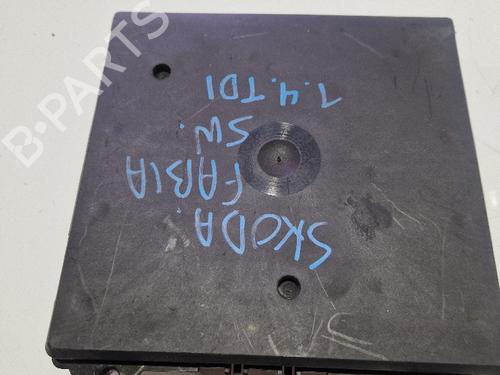 SKODA.
FABIA
SW.
1.4.TDI
B-PARTS